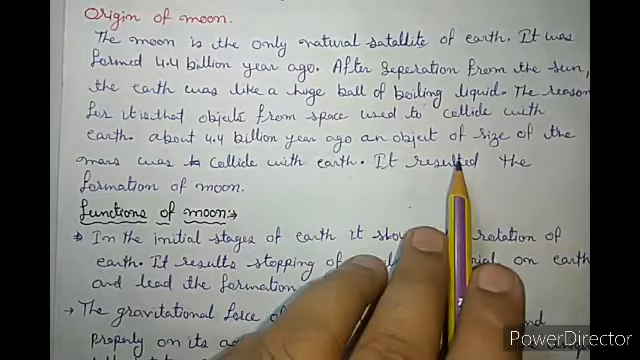 Origin of moon.
The moon is the only natural satallite of earth. It was
formed 4.4 billion year ago. After seperation from the sun,
the earth was like a huge ball of boiling liquid. The reason
for it is that objects from space used to collide with
earth. about 4.4 billion year ago an object of size of the
mars was collide with earth. It resulted the
formation of moon.
functions of moon:→
In the initial stages of earth it rotation of
earth. It results stopping of on earth
and lead the formation
→ The gravitational force and
properly on its
PowerDirector